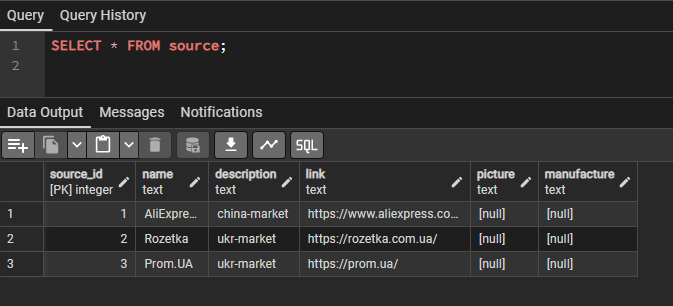 Query Query History
1 SELECT * FROM source;
2
Data Output Messages Notifications
SQL
source_id name description link picture manufacture
[PK] integer text text text text text
1 1 AliExpre... china-market https://www.aliexpress.co... [null] [null]
2 2 Rozetka ukr-market https://rozetka.com.ua/ [null] [null]
3 3 Prom.UA ukr-market https://prom.ua/ [null] [null]